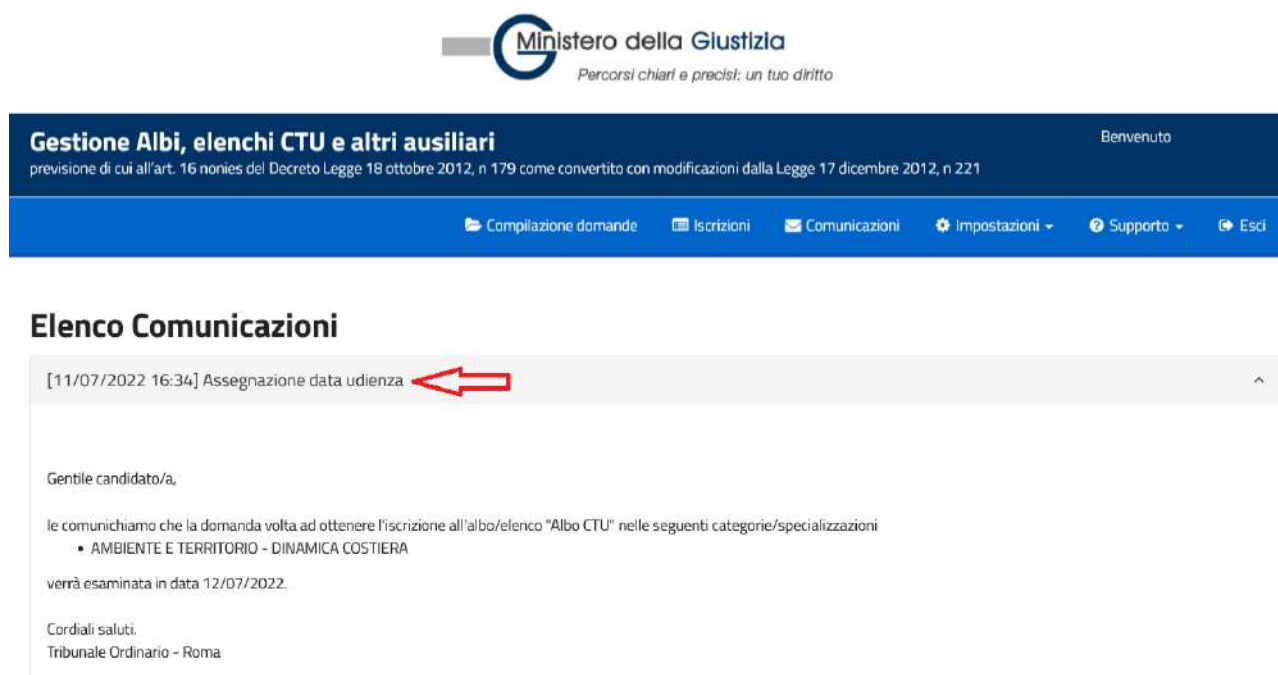 Ministero della Giustizia
Percorsi chiari e precisi: un tuo diritto
Gestione Albi, elenchi CTU e altri ausiliari
Benvenuto
previsione di cui all'art. 16 nonies del Decreto Legge 18 ottobre 2012, n 179 come convertito con modificazioni dalla Legge 17 dicembre 2012, n 221
Compilazione domande Iscrizioni Comunicazioni Impostazioni Supporto Esci
Elenco Comunicazioni
[11/07/2022 16:34] Assegnazione data udienza
Gentile candidato/a,
le comunichiamo che la domanda volta ad ottenere l'iscrizione all'albo/elenco "Albo CTU" nelle seguenti categorie/specializzazioni
• AMBIENTE E TERRITORIO - DINAMICA COSTIERA
verrà esaminata in data 12/07/2022.
Cordiali saluti.
Tribunale Ordinario - Roma